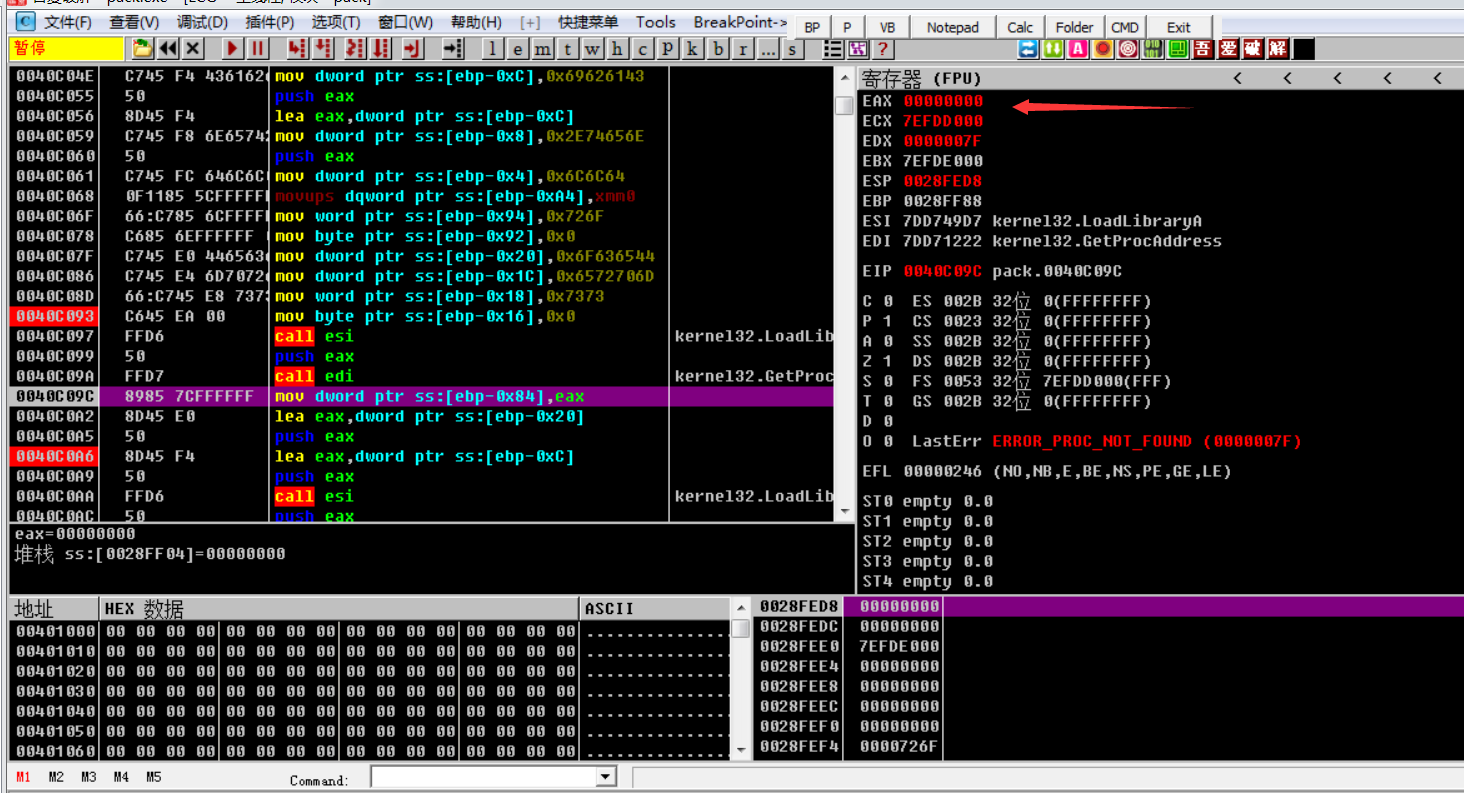 文件(F) 查看(V) 调试(D) 插件(P) 选项(T) 窗口(W) 帮助(H) [+] 快捷菜单 Tools BreakPoint-> BP P VB Notepad Calc Folder CMD Exit
暂停 l e m t w h c P k b r ... s ? A 吾 爱 破 解
0040C04E C745 F4 436162 mov dword ptr ss:[ebp-0xC],0x69626143
0040C055 50 push eax
0040C056 8D45 F4 lea eax,dword ptr ss:[ebp-0xC]
0040C059 C745 F8 6E6574 mov dword ptr ss:[ebp-0x8],0x2E74656E
0040C060 50 push eax
0040C061 C745 FC 646C6C mov dword ptr ss:[ebp-0x4],0x6C6C64
0040C068 0F1185 5CFFFFF movups dqword ptr ss:[ebp-0xA4],xmm0
0040C06F 66:C785 6CFFFF mov word ptr ss:[ebp-0x94],0x726F
0040C078 C685 6EFFFFFF mov byte ptr ss:[ebp-0x92],0x0
0040C07F C745 E0 446563 mov dword ptr ss:[ebp-0x20],0x6F636544
0040C086 C745 E4 6D7072 mov dword ptr ss:[ebp-0x1C],0x6572706D
0040C08D 66:C745 E8 737 mov word ptr ss:[ebp-0x18],0x7373
0040C093 C645 EA 00 mov byte ptr ss:[ebp-0x16],0x0
0040C097 FFD6 call esi kernel32.LoadLib
0040C099 50 push eax
0040C09A FFD7 call edi kernel32.GetProc
0040C09C 8985 7CFFFFFF mov dword ptr ss:[ebp-0x84],eax
0040C0A2 8D45 E0 lea eax,dword ptr ss:[ebp-0x20]
0040C0A5 50 push eax
0040C0A6 8D45 F4 lea eax,dword ptr ss:[ebp-0xC]
0040C0A9 50 push eax
0040C0AA FFD6 call esi kernel32.LoadLib
0040C0AC 50 push eax
eax=00000000
堆栈 ss:[0028FF04]=00000000
寄存器 (FPU) < < < < <
EAX 00000000
ECX 7EFDD000
EDX 0000007F
EBX 7EFDE000
ESP 0028FED8
EBP 0028FF88
ESI 7DD749D7 kernel32.LoadLibraryA
EDI 7DD71222 kernel32.GetProcAddress
EIP 0040C09C pack.0040C09C
C 0 ES 002B 32位 0(FFFFFFFF)
P 1 CS 0023 32位 0(FFFFFFFF)
A 0 SS 002B 32位 0(FFFFFFFF)
Z 1 DS 002B 32位 0(FFFFFFFF)
S 0 FS 0053 32位 7EFDD000(FFF)
T 0 GS 002B 32位 0(FFFFFFFF)
D 0
O 0 LastErr ERROR_PROC_NOT_FOUND (0000007F)
EFL 00000246 (NO,NB,E,BE,NS,PE,GE,LE)
ST0 empty 0.0
ST1 empty 0.0
ST2 empty 0.0
ST3 empty 0.0
ST4 empty 0.0
地址 HEX 数据 ASCII
00401000 00 00 00 00 00 00 00 00 00 00 00 00 00 00 00 00 ...............
00401010 00 00 00 00 00 00 00 00 00 00 00 00 00 00 00 00 ...............
00401020 00 00 00 00 00 00 00 00 00 00 00 00 00 00 00 00 ...............
00401030 00 00 00 00 00 00 00 00 00 00 00 00 00 00 00 00 ...............
00401040 00 00 00 00 00 00 00 00 00 00 00 00 00 00 00 00 ...............
00401050 00 00 00 00 00 00 00 00 00 00 00 00 00 00 00 00 ...............
00401060 00 00 00 00 00 00 00 00 00 00 00 00 00 00 00 00 ...............
0028FED8 00000000
0028FEDC 00000000
0028FEE0 7EFDE000
0028FEE4 00000000
0028FEE8 00000000
0028FEEC 00000000
0028FEF0 00000000
0028FEF4 0000726F
M1 M2 M3 M4 M5 Command: